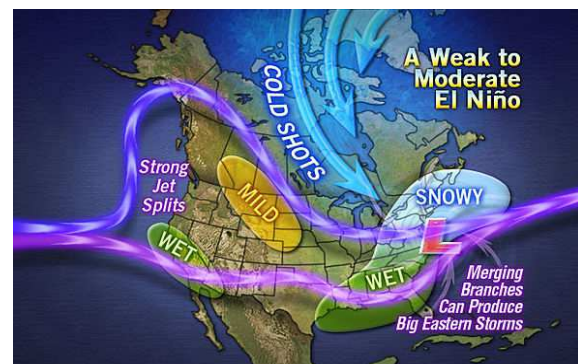 A Weak to
Moderate
El Niño
COLD SHOTS
Strong
Jet
Splits
MILD
SNOWY
L
WET
WET
Merging
Branches
Can Produce
Big Eastern Storms